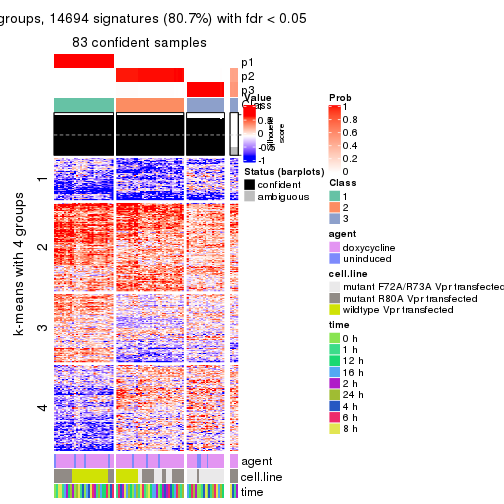 groups, 14694 signatures (80.7%) with fdr < 0.05
83 confident samples
p1
p2
p3
Class
k-means with 4 groups
1
2
3
4
agent
cell.line
time
Value
1
0.5
0
-0.5
-1
silhouette
score
Status (barplots)
confident
ambiguous
Prob
1
0.8
0.6
0.4
0.2
0
Class
1
2
3
agent
doxycycline
uninduced
cell.line
mutant F72A/R73A Vpr transfected
mutant R80A Vpr transfected
wildtype Vpr transfected
time
0 h
1 h
12 h
16 h
2 h
24 h
4 h
6 h
8 h